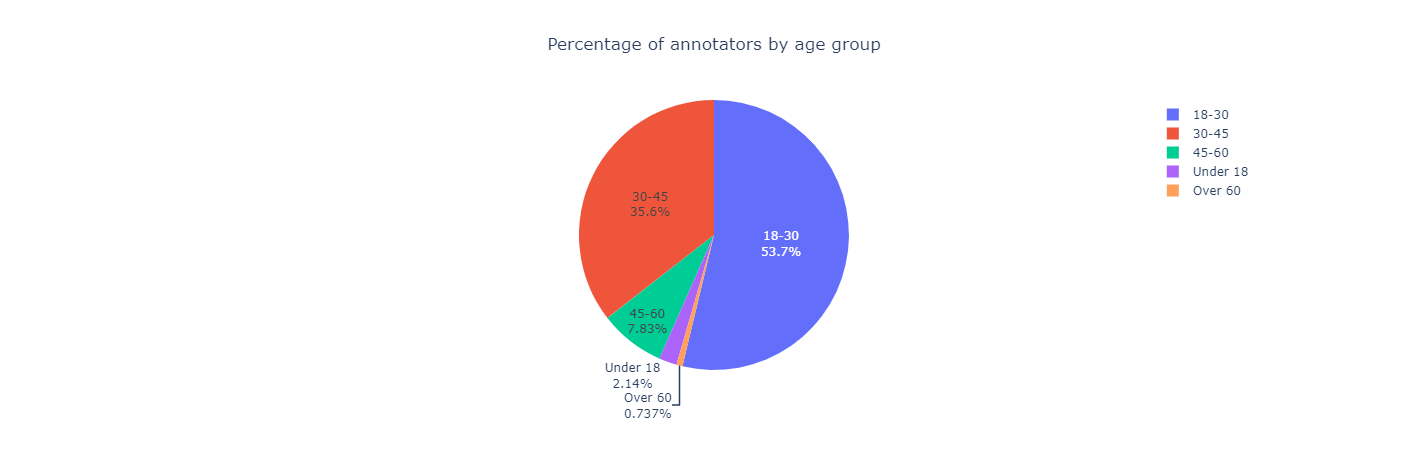 Percentage of annotators by age group
18-30
30-45
45-60
Under 18
Over 60
30-45
35.6%
18-30
53.7%
45-60
7.83%
Under 18
2.14%
Over 60
0.737%